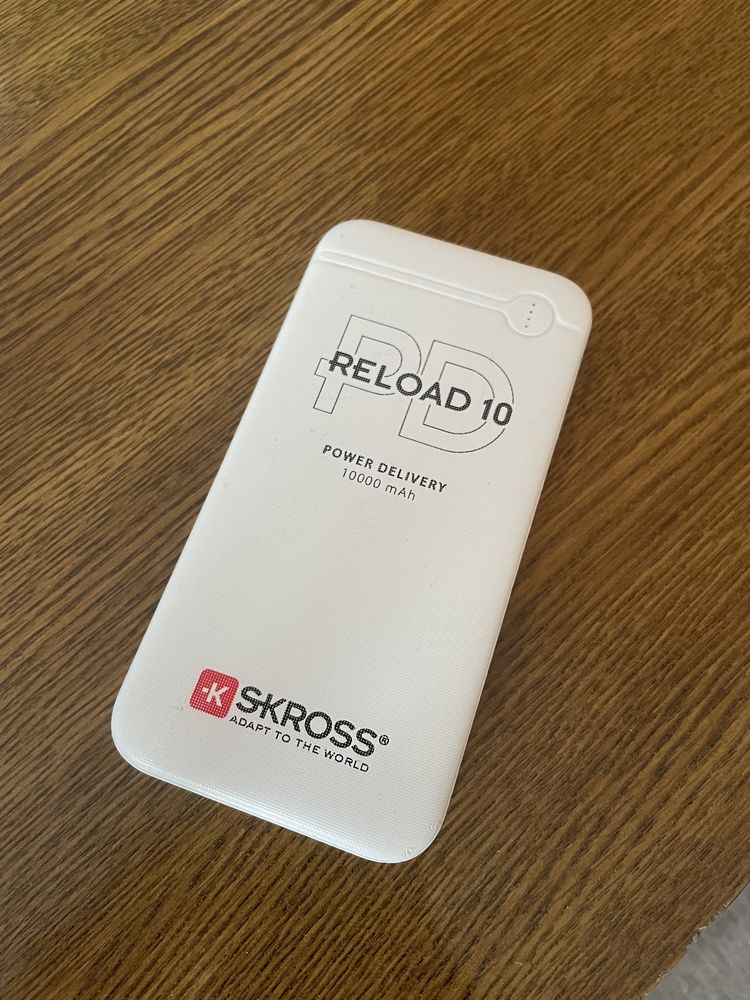 PD
RELOAD 10
POWER DELIVERY
10000 mAh
-K SKROSS®
ADAPT TO THE WORLD